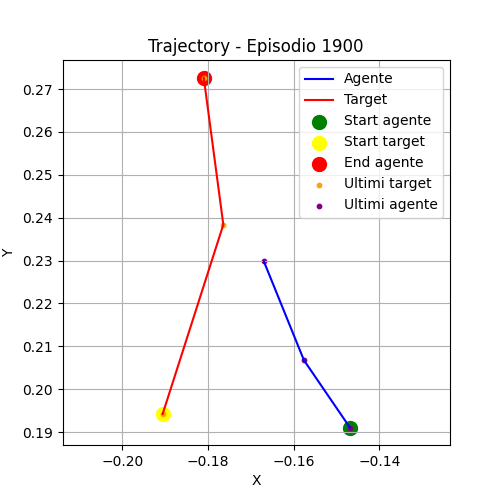 Trajectory - Episodio 1900
Agente
Target
Start agente
Start target
End agente
Ultimi target
Ultimi agente
0.27
0.26
0.25
0.24
0.23
0.22
0.21
0.20
0.19
Y
−0.20
−0.18
−0.16
−0.14
X